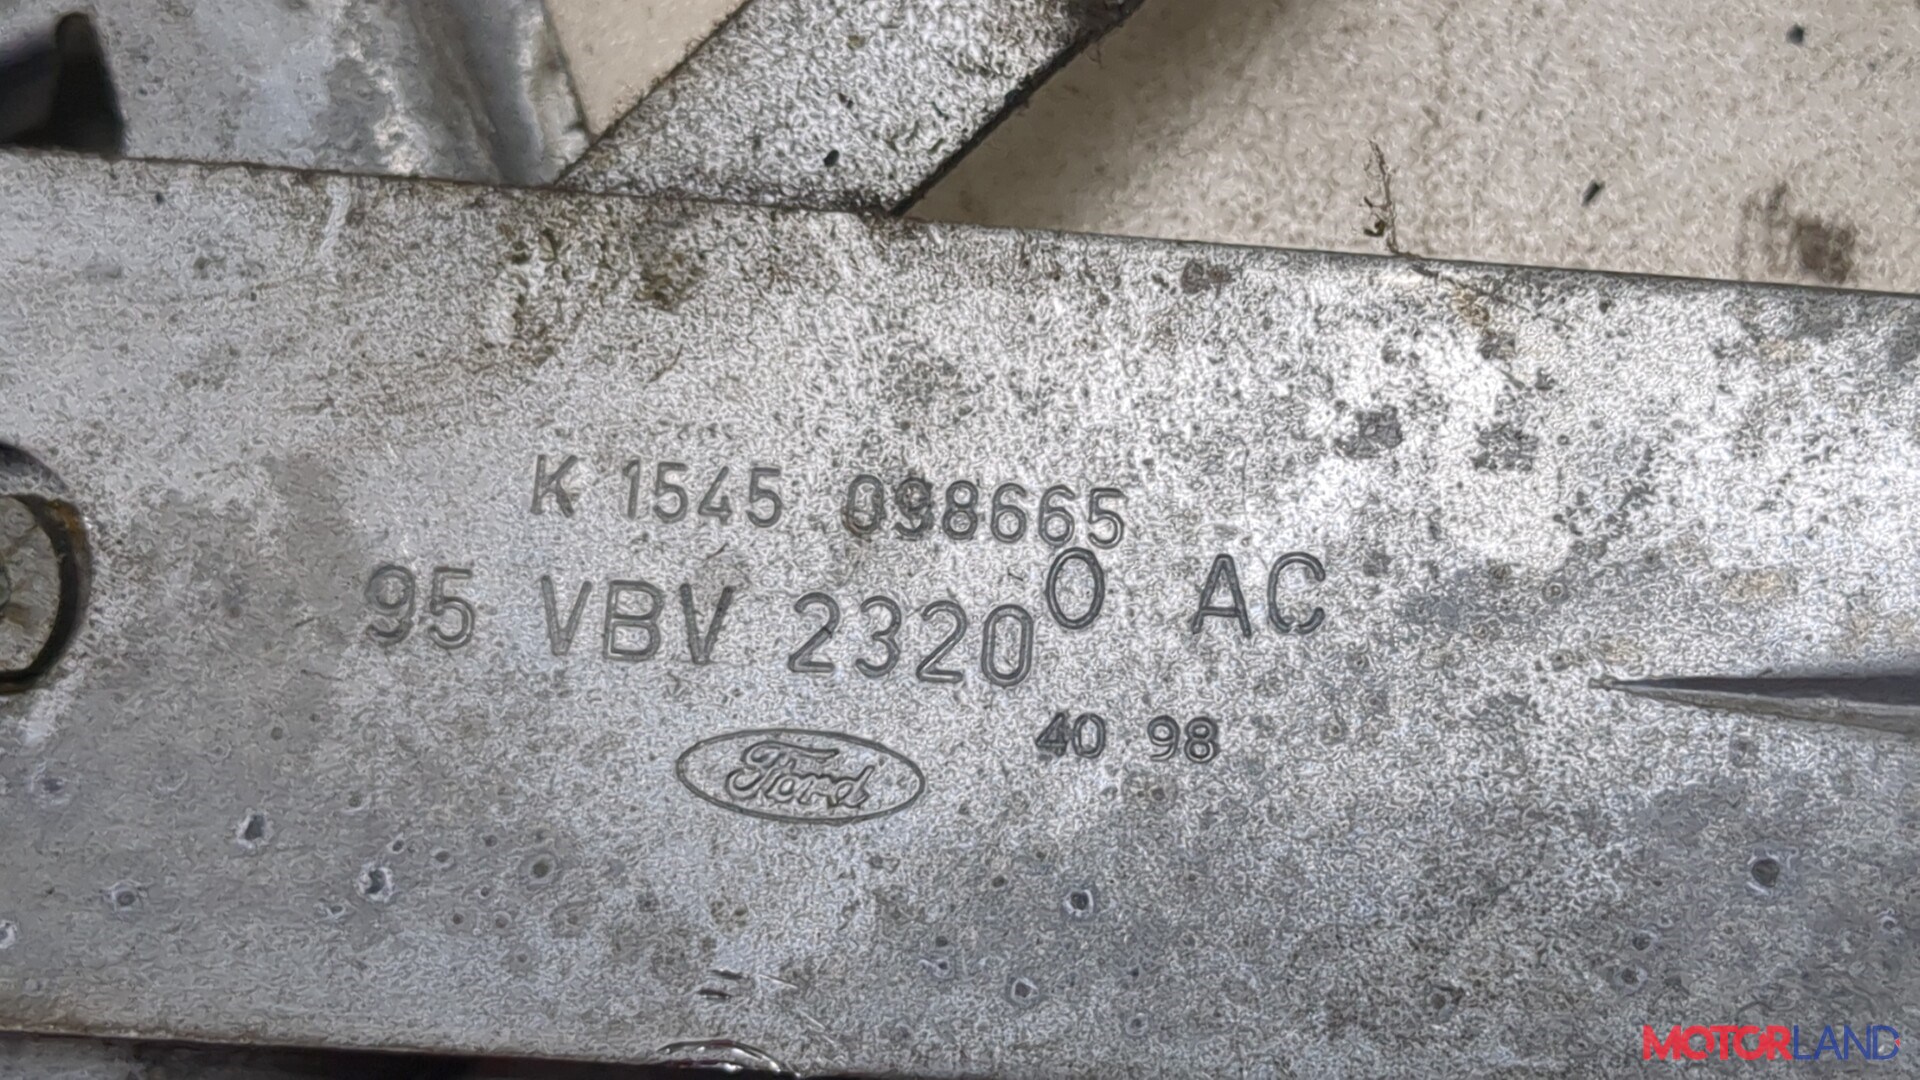 K 1545 098665
95 VBV 23200 AC
40 98
Ford
MOTORLAND